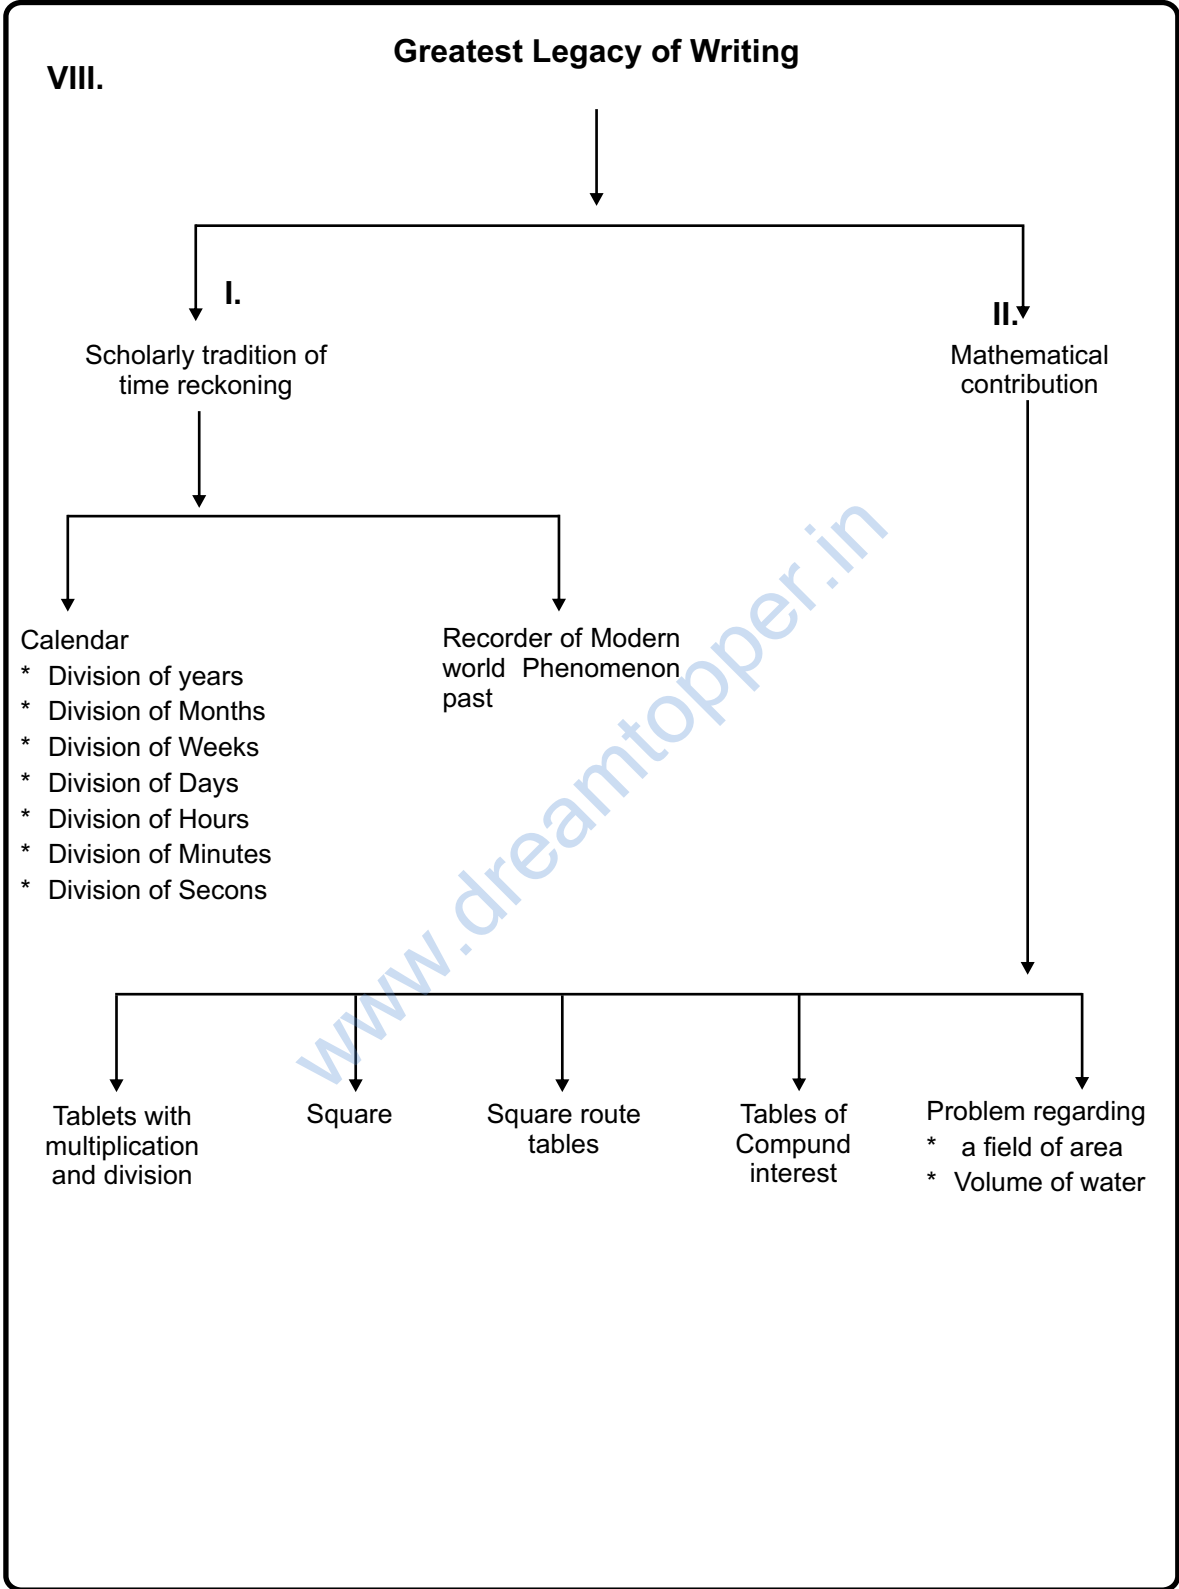 Greatest Legacy of Writing
VIII.
I.
II.
Scholarly tradition of
time reckoning
Mathematical
contribution
Calendar
* Division of years
* Division of Months
* Division of Weeks
* Division of Days
* Division of Hours
* Division of Minutes
* Division of Secons
Recorder of Modern
world Phenomenon
past
www.dreamtopper.in
Tablets with
multiplication
and division
Square
Square route
tables
Tables of
Compund
interest
Problem regarding
* a field of area
* Volume of water